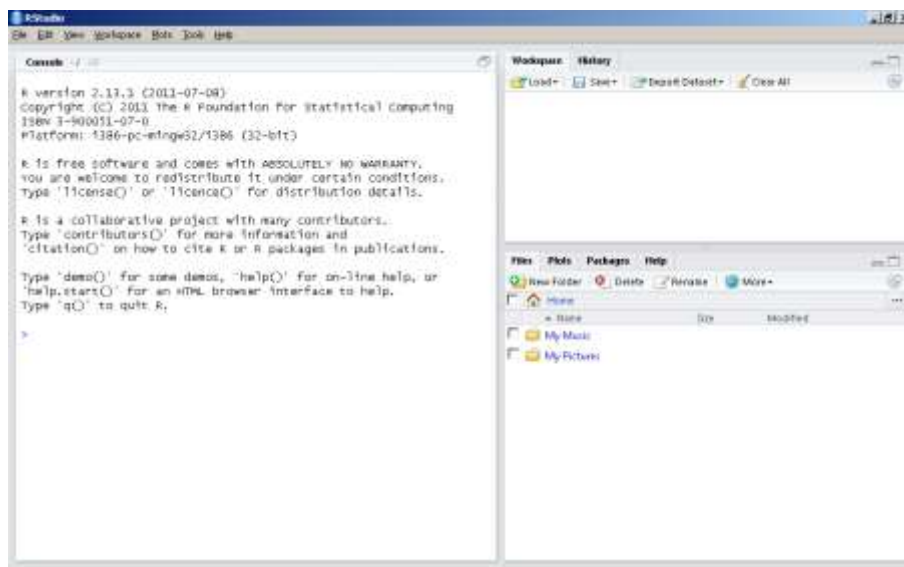 RStudio
File Edit View Workspace Plots Tools Help
Console ~/
R version 2.13.1 (2011-07-08)
Copyright (C) 2011 The R Foundation for Statistical Computing
ISBN 3-900051-07-0
Platform: i386-pc-mingw32/i386 (32-bit)
R is free software and comes with ABSOLUTELY NO WARRANTY.
You are welcome to redistribute it under certain conditions.
Type 'license()' or 'licence()' for distribution details.
R is a collaborative project with many contributors.
Type 'contributors()' for more information and
'citation()' on how to cite R or R packages in publications.
Type 'demo()' for some demos, 'help()' for on-line help, or
'help.start()' for an HTML browser interface to help.
Type 'q()' to quit R.
>
Workspace History
Load Save Import Dataset Clear All
Files Plots Packages Help
New Folder Delete Rename More
Home
Name Size Modified
My Music
My Pictures